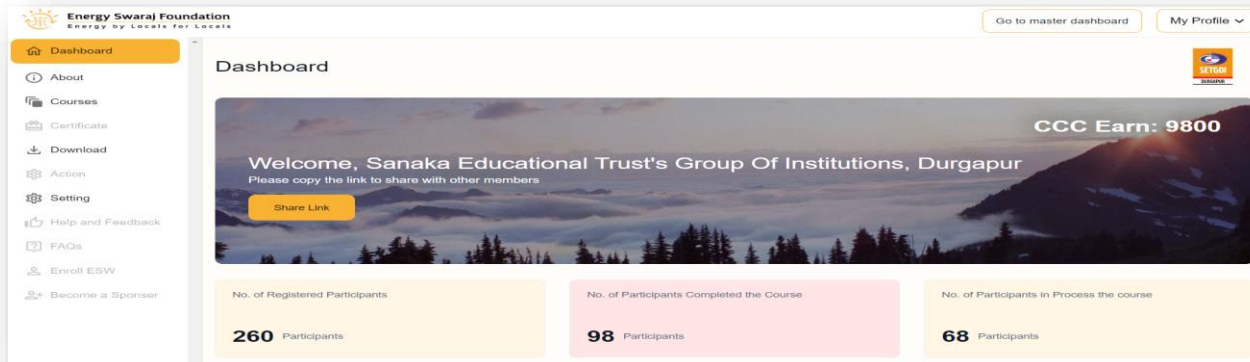 Energy Swaraj Foundation
Energy by Locals for Locals
Go to master dashboard
My Profile
Dashboard
About
Courses
Certificate
Download
Action
Setting
Help and Feedback
FAQs
Enroll ESW
Become a Sponser
Dashboard
SETGOI
DURGAPUR
CCC Earn: 9800
Welcome, Sanaka Educational Trust's Group Of Institutions, Durgapur
Please copy the link to share with other members
Share Link
No. of Registered Participants
260 Participants
No. of Participants Completed the Course
98 Participants
No. of Participants in Process the course
68 Participants